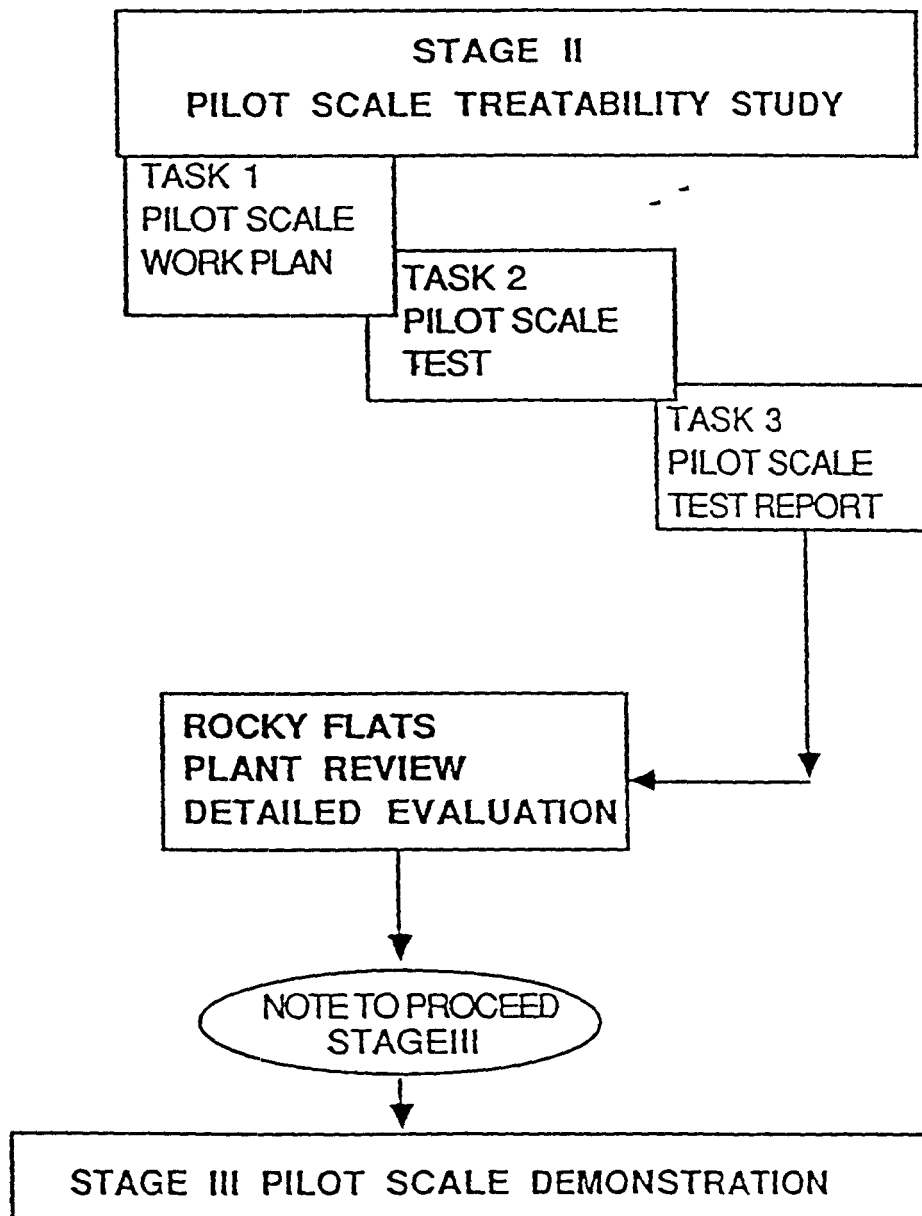 STAGE II
PILOT SCALE TREATABILITY STUDY
TASK 1
PILOT SCALE
WORK PLAN
TASK 2
PILOT SCALE
TEST
TASK 3
PILOT SCALE
TEST REPORT
ROCKY FLATS
PLANT REVIEW
DETAILED EVALUATION
NOTE TO PROCEED
STAGEIII
STAGE III PILOT SCALE DEMONSTRATION